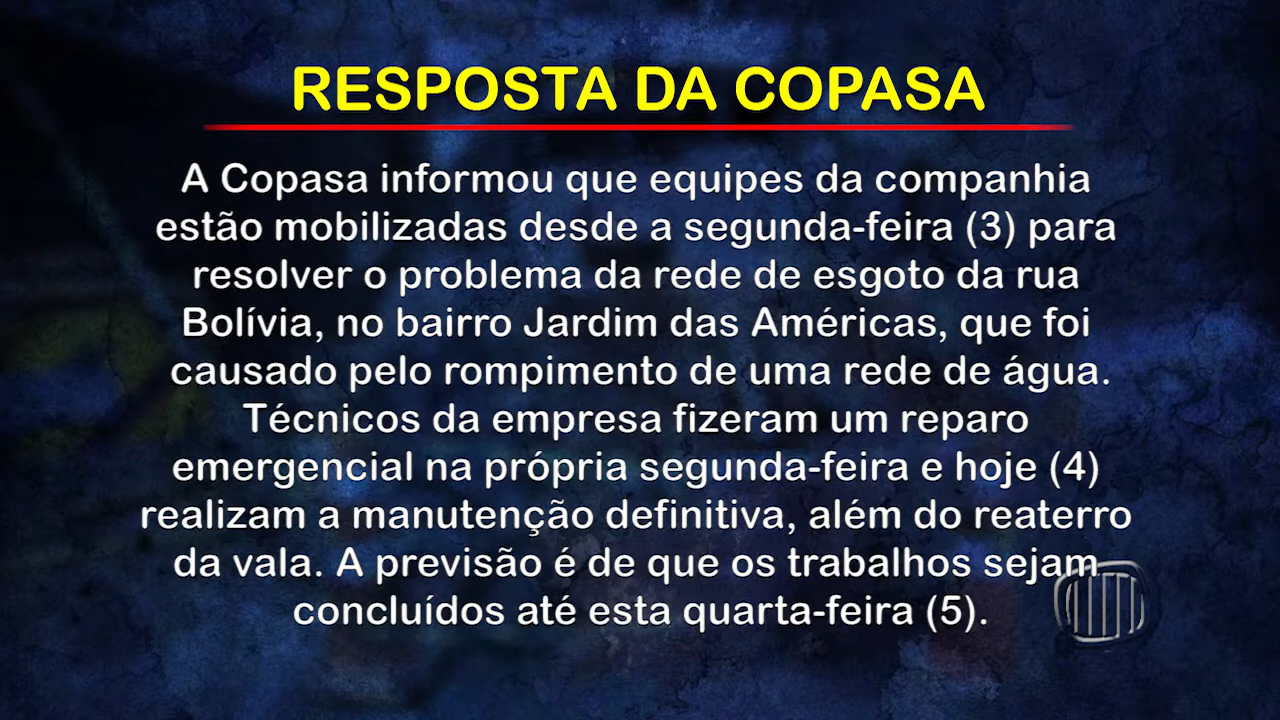 RESPOSTA DA COPASA
A Copasa informou que equipes da companhia
estão mobilizadas desde a segunda-feira (3) para
resolver o problema da rede de esgoto da rua
Bolívia, no bairro Jardim das Américas, que foi
causado pelo rompimento de uma rede de água.
Técnicos da empresa fizeram um reparo
emergencial na própria segunda-feira e hoje (4)
realizam a manutenção definitiva, além do reaterro
da vala. A previsão é de que os trabalhos sejam
concluídos até esta quarta-feira (5).